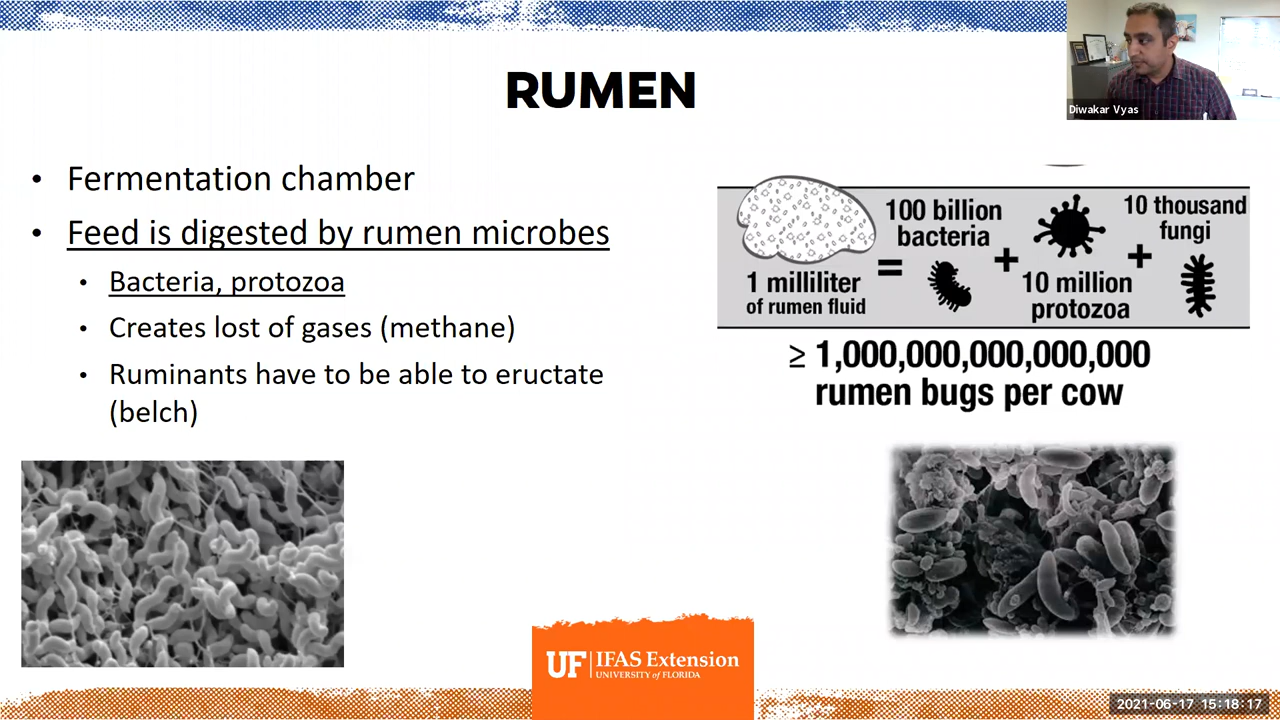 RUMEN
Diwakar Vyas
• Fermentation chamber
• Feed is digested by rumen microbes
• Bacteria, protozoa
• Creates lost of gases (methane)
• Ruminants have to be able to eructate
(belch)
1 milliliter
of rumen fluid
=
100 billion
bacteria
+
10 million
protozoa
+
10 thousand
fungi
≥ 1,000,000,000,000,000
rumen bugs per cow
UF IFAS Extension
UNIVERSITY of FLORIDA
2021-06-17 15:18:17